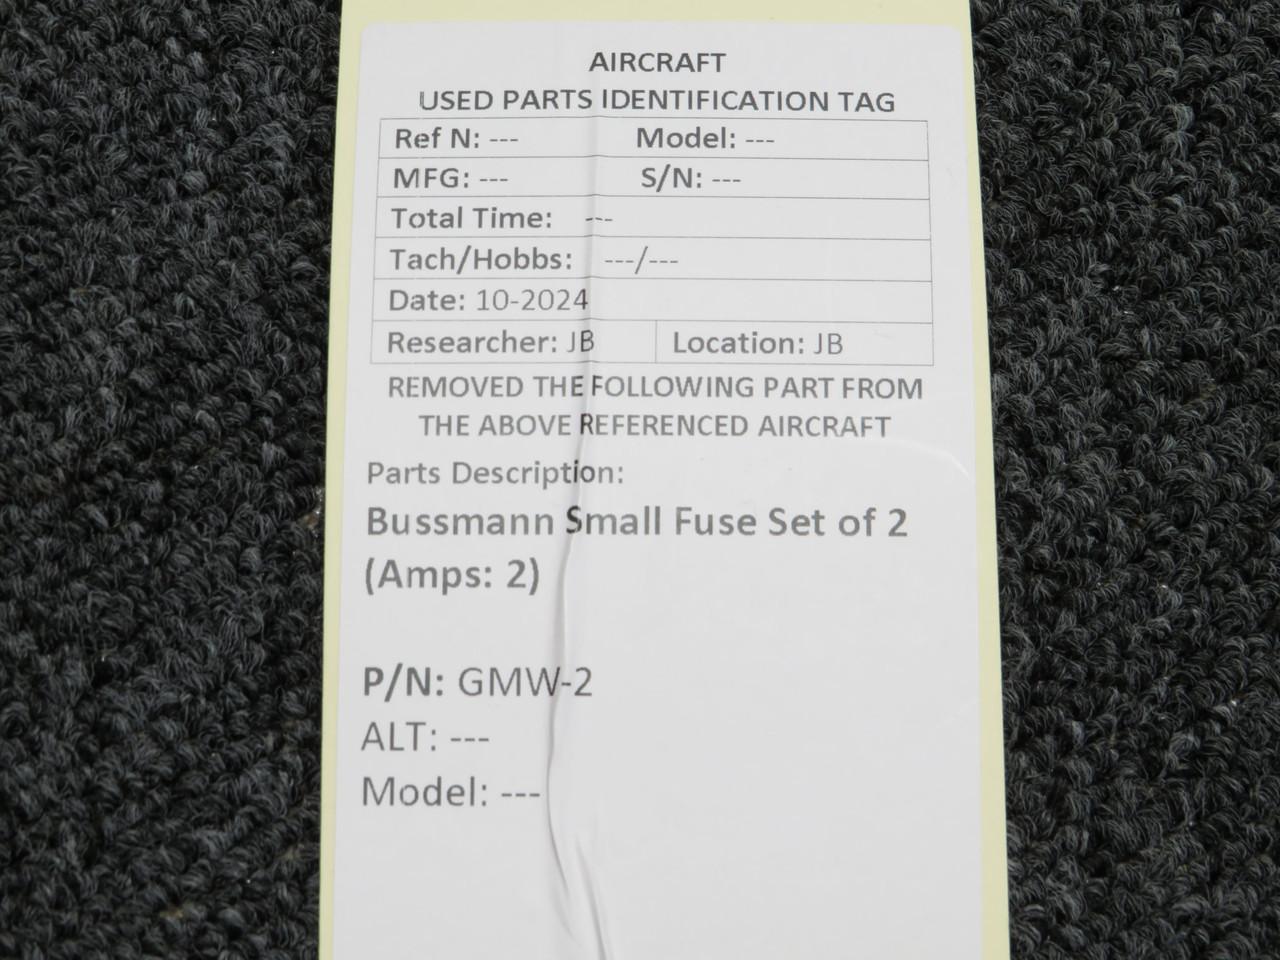 AIRCRAFT
USED PARTS IDENTIFICATION TAG
Ref N: --- Model: ---
MFG: --- S/N: ---
Total Time: ---
Tach/Hobbs: ---/---
Date: 10-2024
Researcher: JB Location: JB
REMOVED THE FOLLOWING PART FROM
THE ABOVE REFERENCED AIRCRAFT
Parts Description:
Bussmann Small Fuse Set of 2
(Amps: 2)
P/N: GMW-2
ALT: ---
Model: ---